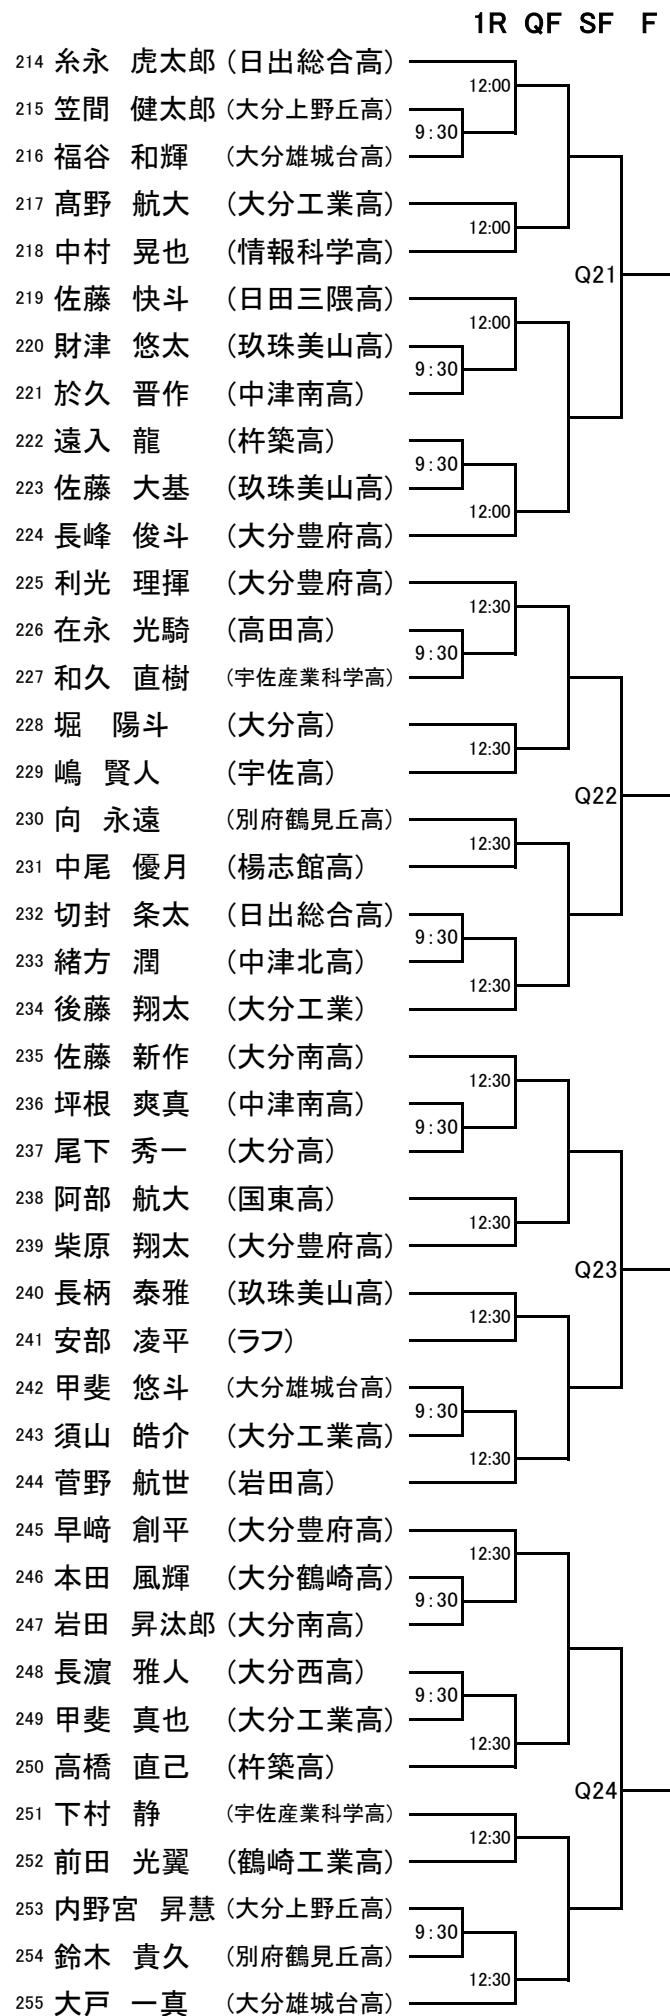 1R QF SF F
214 糸永 虎太郎 (日出総合高)
12:00
215 笠間 健太郎 (大分上野丘高)
9:30
216 福谷 和輝 (大分雄城台高)
217 髙野 航大 (大分工業高)
12:00
218 中村 晃也 (情報科学高)
Q21
219 佐藤 快斗 (日田三隈高)
12:00
220 財津 悠太 (玖珠美山高)
9:30
221 於久 晋作 (中津南高)
222 遠入 龍 (杵築高)
9:30
223 佐藤 大基 (玖珠美山高)
12:00
224 長峰 俊斗 (大分豊府高)
225 利光 理揮 (大分豊府高)
12:30
226 在永 光騎 (高田高)
9:30
227 和久 直樹 (宇佐産業科学高)
228 堀 陽斗 (大分高)
12:30
229 嶋 賢人 (宇佐高)
Q22
230 向 永遠 (別府鶴見丘高)
12:30
231 中尾 優月 (楊志館高)
232 切封 条太 (日出総合高)
9:30
233 緒方 潤 (中津北高)
12:30
234 後藤 翔太 (大分工業)
235 佐藤 新作 (大分南高)
12:30
236 坪根 爽真 (中津南高)
9:30
237 尾下 秀一 (大分高)
238 阿部 航大 (国東高)
12:30
239 柴原 翔太 (大分豊府高)
Q23
240 長柄 泰雅 (玖珠美山高)
12:30
241 安部 凌平 (ラフ)
242 甲斐 悠斗 (大分雄城台高)
9:30
243 須山 皓介 (大分工業高)
12:30
244 菅野 航世 (岩田高)
245 早﨑 創平 (大分豊府高)
12:30
246 本田 風輝 (大分鶴崎高)
9:30
247 岩田 昇汰郎 (大分南高)
248 長濵 雅人 (大分西高)
9:30
249 甲斐 真也 (大分工業高)
12:30
250 高橋 直己 (杵築高)
Q24
251 下村 静 (宇佐産業科学高)
12:30
252 前田 光翼 (鶴崎工業高)
253 内野宮 昇慧 (大分上野丘高)
9:30
254 鈴木 貴久 (別府鶴見丘高)
12:30
255 大戸 一真 (大分雄城台高)